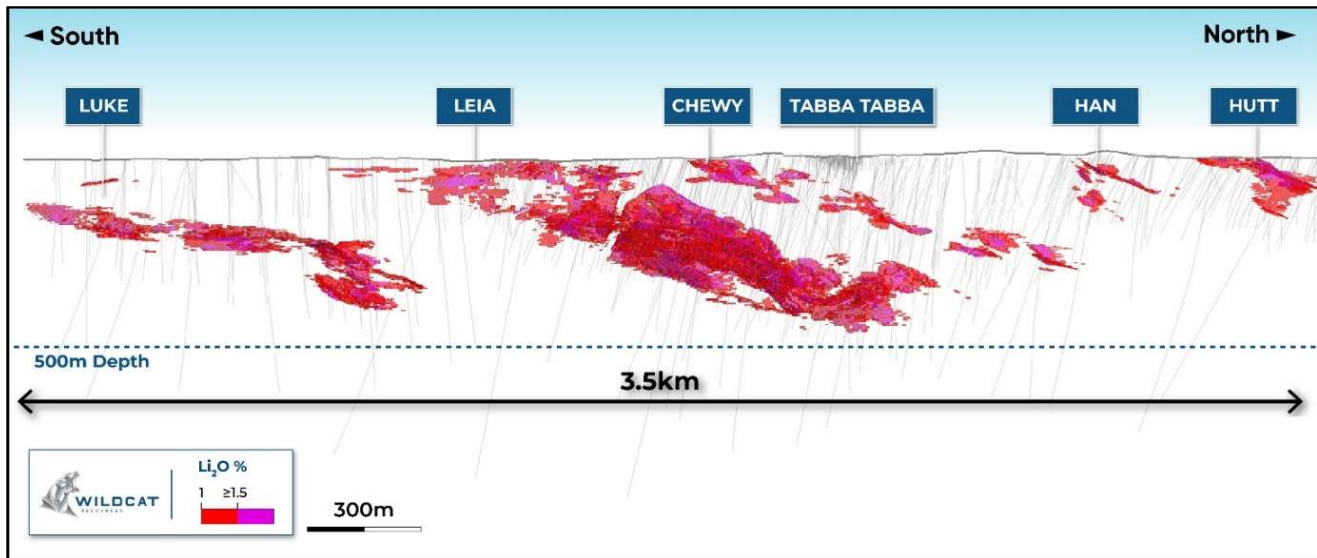 ◄ South
North ►
LUKE
LEIA
CHEWY
TABBA TABBA
HAN
HUTT
500m Depth
3.5km
WILDCAT
RESOURCES
Li₂O %
1 ≥1.5
300m